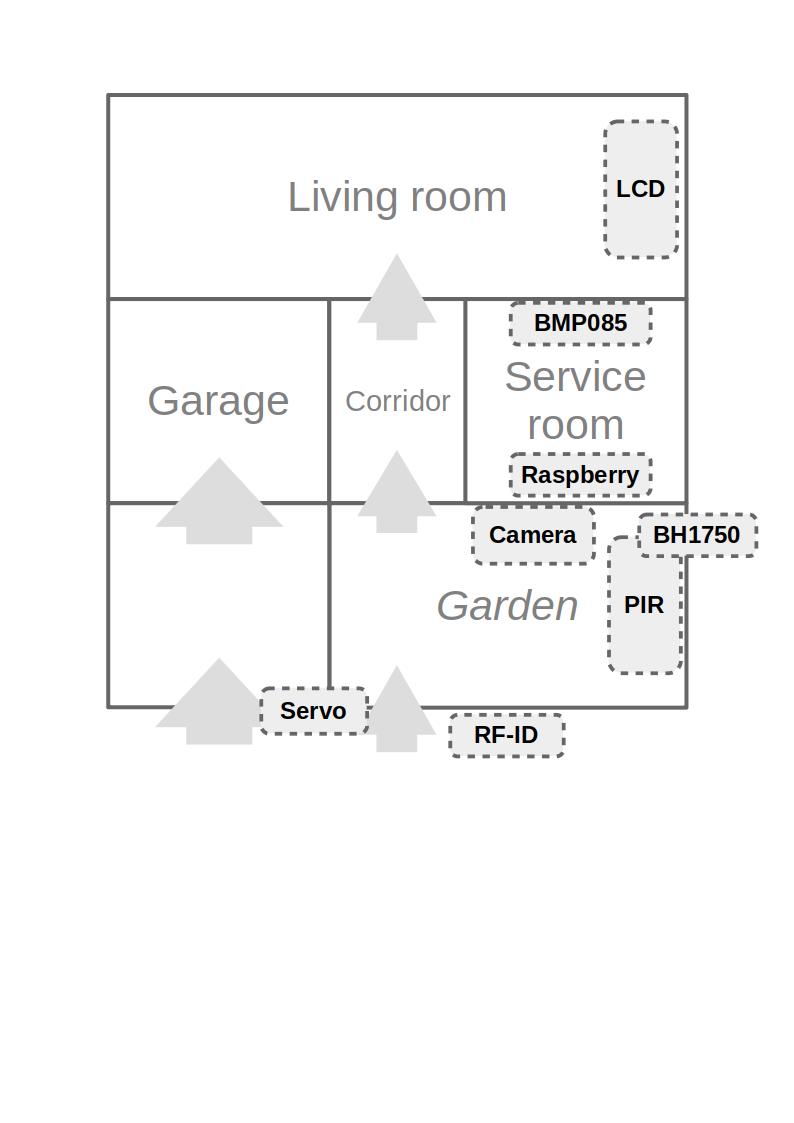 LCD
Living room
BMP085
Garage
Corridor
Service
room
Raspberry
Camera
BH1750
Garden
PIR
Servo
RF-ID